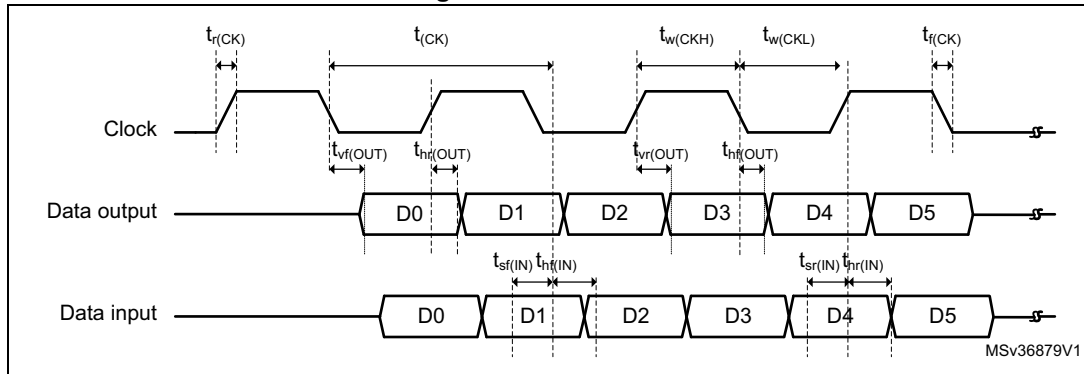 tr(CK) t(CK) tw(CKH) tw(CKL) tf(CK)
Clock
tvf(OUT) thr(OUT) tvr(OUT) thf(OUT)
Data output D0 D1 D2 D3 D4 D5
tsf(IN) thf(IN) tsr(IN) thr(IN)
Data input D0 D1 D2 D3 D4 D5
MSv36879V1